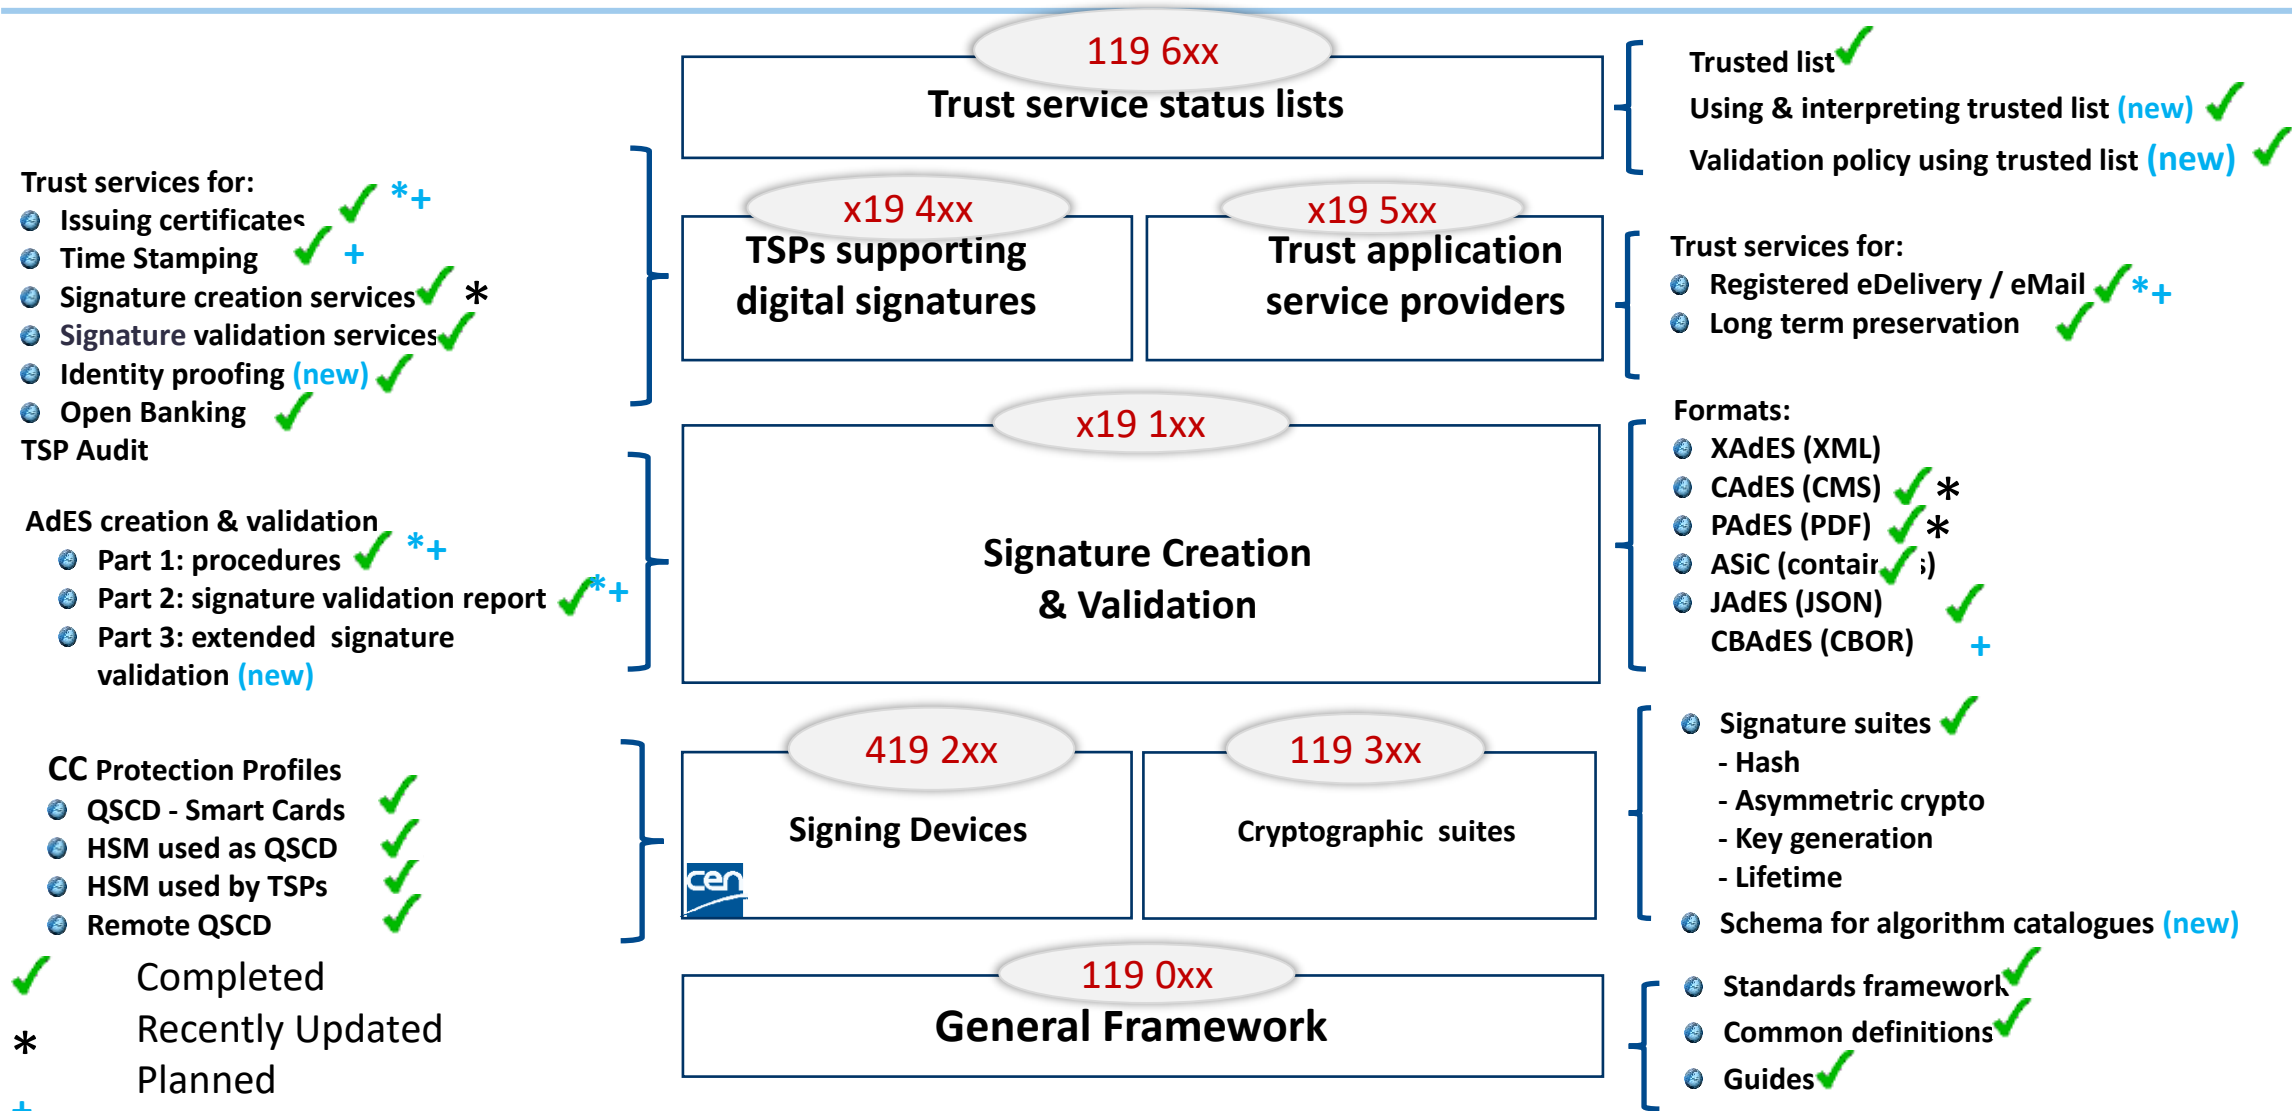 119 6xx
Trust service status lists
Trusted list
Using & interpreting trusted list (new)
Validation policy using trusted list (new)
Trust services for:
Issuing certificates *+
Time Stamping +
Signature creation services *
Signature validation services
Identity proofing (new)
Open Banking
TSP Audit
x19 4xx
TSPs supporting
digital signatures
x19 5xx
Trust application
service providers
Trust services for:
Registered eDelivery / eMail *+
Long term preservation
AdES creation & validation
Part 1: procedures *+
Part 2: signature validation report *+
Part 3: extended signature
validation (new)
x19 1xx
Signature Creation
& Validation
Formats:
XAdES (XML)
CAdES (CMS) *
PAdES (PDF) *
ASiC
JAdES (JSON)
CBAdES (CBOR) +
CC Protection Profiles
QSCD - Smart Cards
HSM used as QSCD
HSM used by TSPs
Remote QSCD
419 2xx
Signing Devices
cen
119 3xx
Cryptographic suites
Signature suites
- Hash
- Asymmetric crypto
- Key generation
- Lifetime
Schema for algorithm catalogues (new)
Completed
* Recently Updated
Planned
+
119 0xx
General Framework
Standards framework
Common definitions
Guides